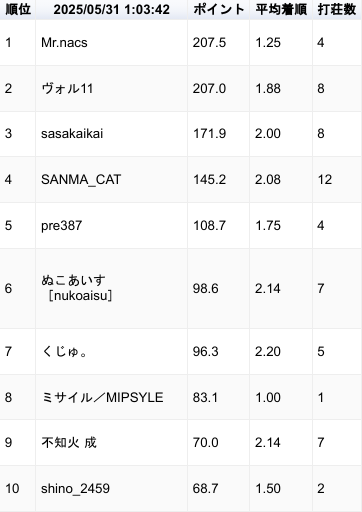 順位 2025/05/31 1:03:42 ポイント 平均着順 打荘数
1 Mr.nacs 207.5 1.25 4
2 ヴォル11 207.0 1.88 8
3 sasakaikai 171.9 2.00 8
4 SANMA_CAT 145.2 2.08 12
5 pre387 108.7 1.75 4
6 ぬこあいす
［nukoaisu］ 98.6 2.14 7
7 くじゅ。 96.3 2.20 5
8 ミサイル／MIPSYLE 83.1 1.00 1
9 不知火 成 70.0 2.14 7
10 shino_2459 68.7 1.50 2